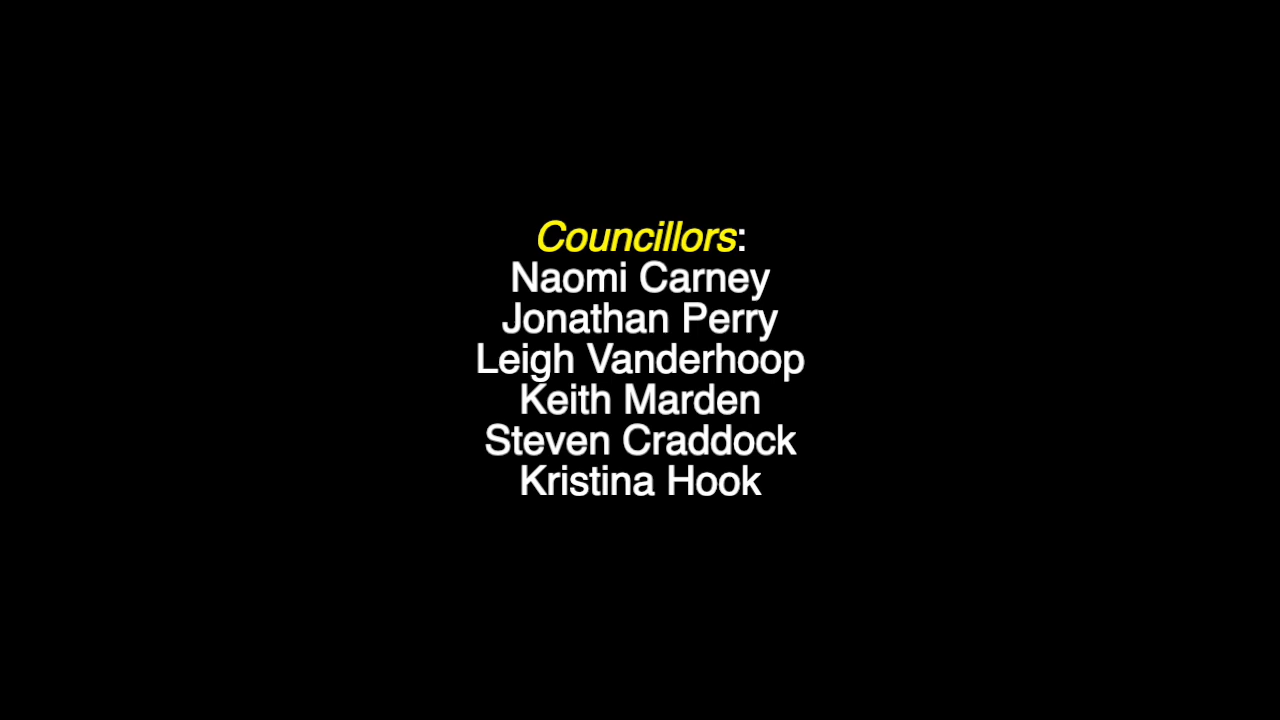 Councillors:
Naomi Carney
Jonathan Perry
Leigh Vanderhoop
Keith Marden
Steven Craddock
Kristina Hook